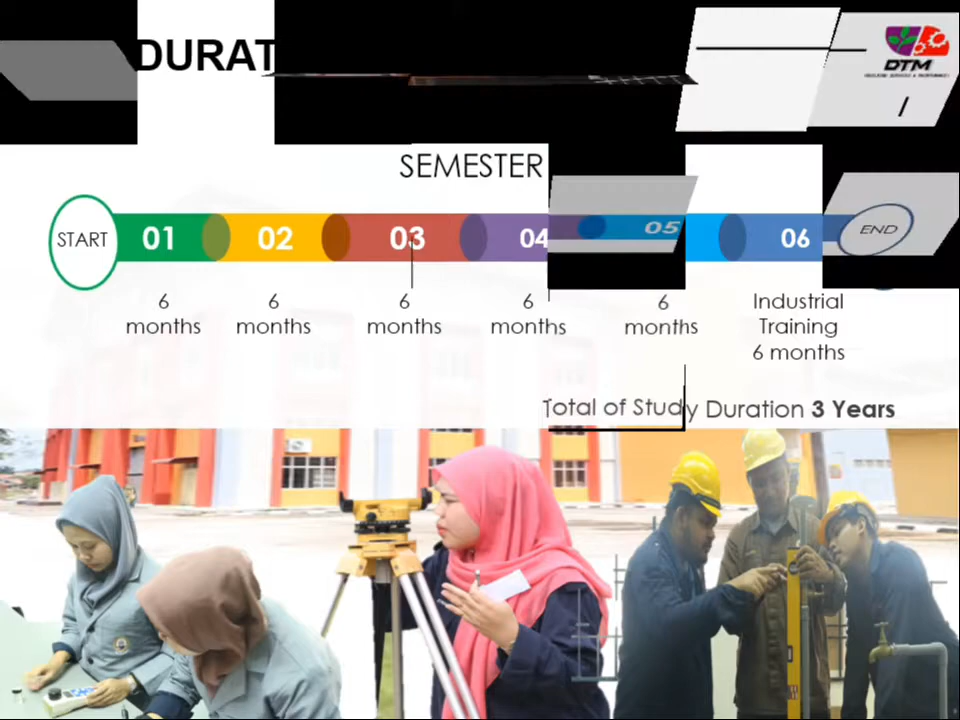 DURAT
DTM
SEMESTER
START 01 02 03 04 05 06 END
6 months
6 months
6 months
6 months
6 months
Industrial Training 6 months
Total of Study Duration 3 Years